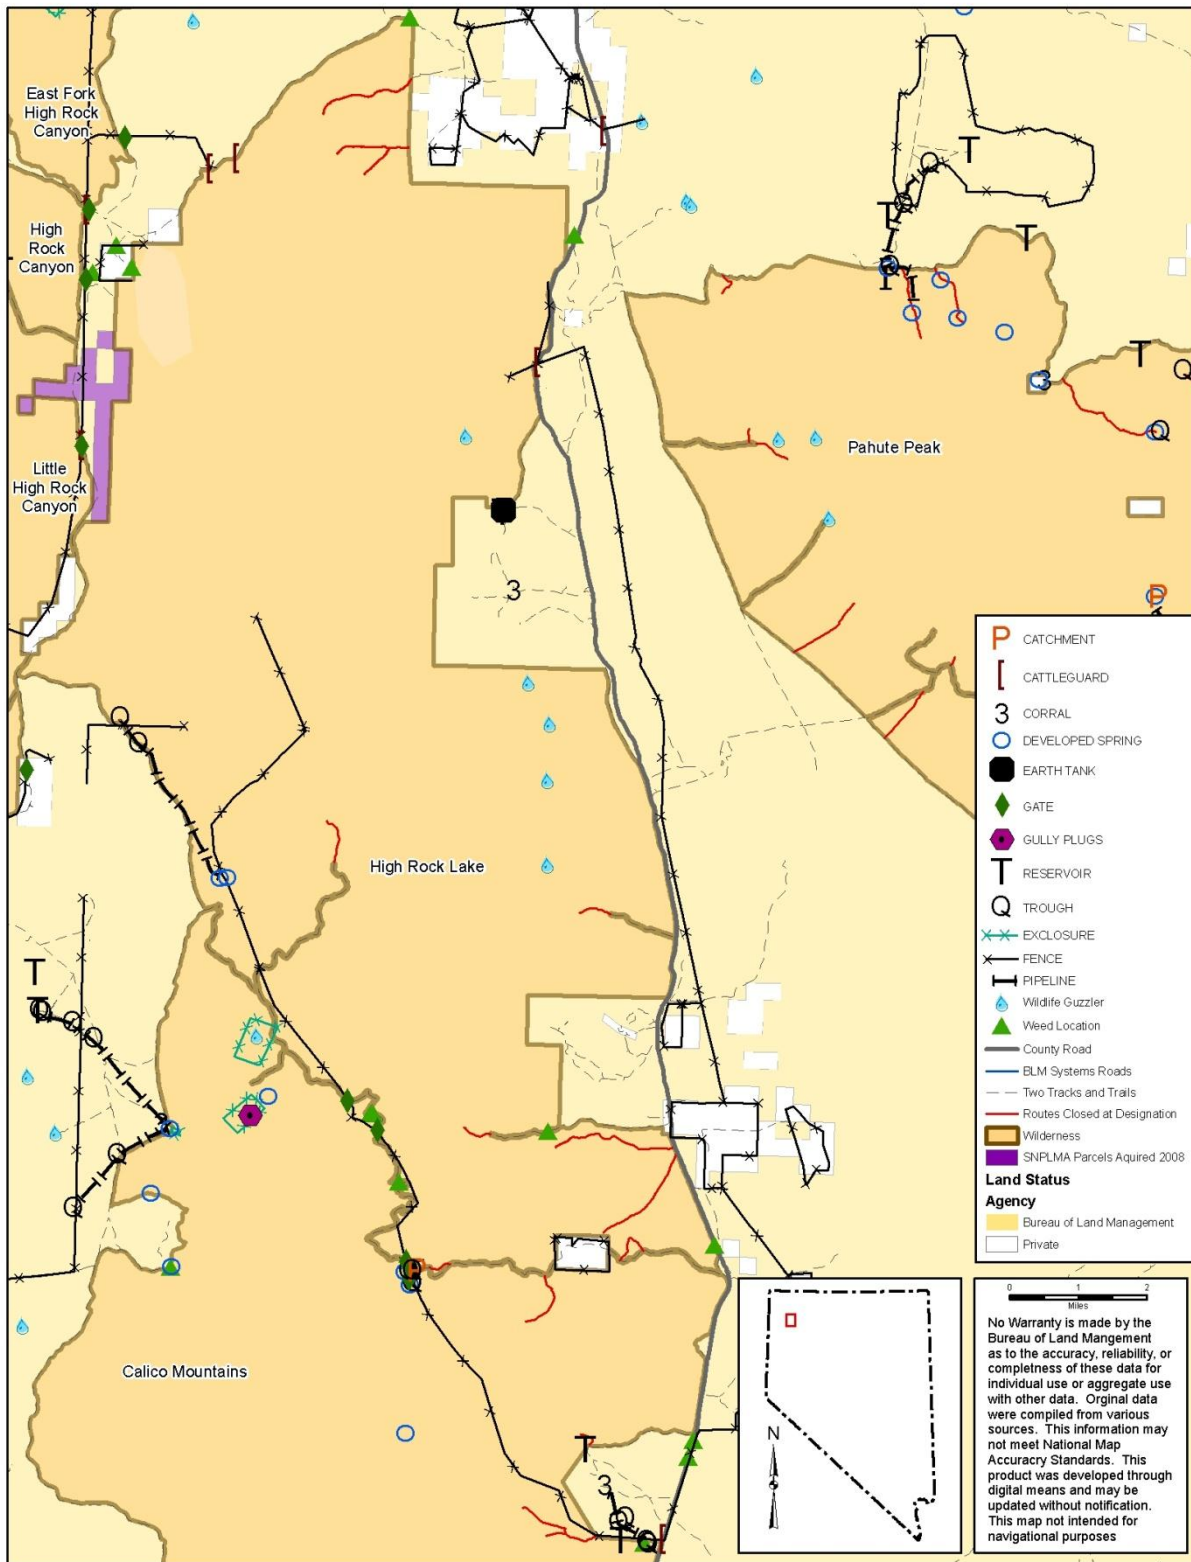 East Fork
High Rock
Canyon
High
Rock
Canyon
Little
High Rock
Canyon
Pahute Peak
High Rock Lake
Calico Mountains
P CATCHMENT
[ CATTLEGUARD
3 CORRAL
DEVELOPED SPRING
EARTH TANK
GATE
GULLY PLUGS
T RESERVOIR
Q TROUGH
EXCLOSURE
FENCE
PIPELINE
Wildlife Guzzler
Weed Location
County Road
BLM Systems Roads
Two Tracks and Trails
Routes Closed at Designation
Wilderness
SNPLMA Parcels Aquired 2008
Land Status
Agency
Bureau of Land Management
Private
0 1 2
Miles
N
No Warranty is made by the
Bureau of Land Mangement
as to the accuracy, reliability, or
completness of these data for
individual use or aggregate use
with other data. Orginal data
were compiled from various
sources. This information may
not meet National Map
Accuracry Standards. This
product was developed through
digital means and may be
updated without notification.
This map not intended for
navigational purposes